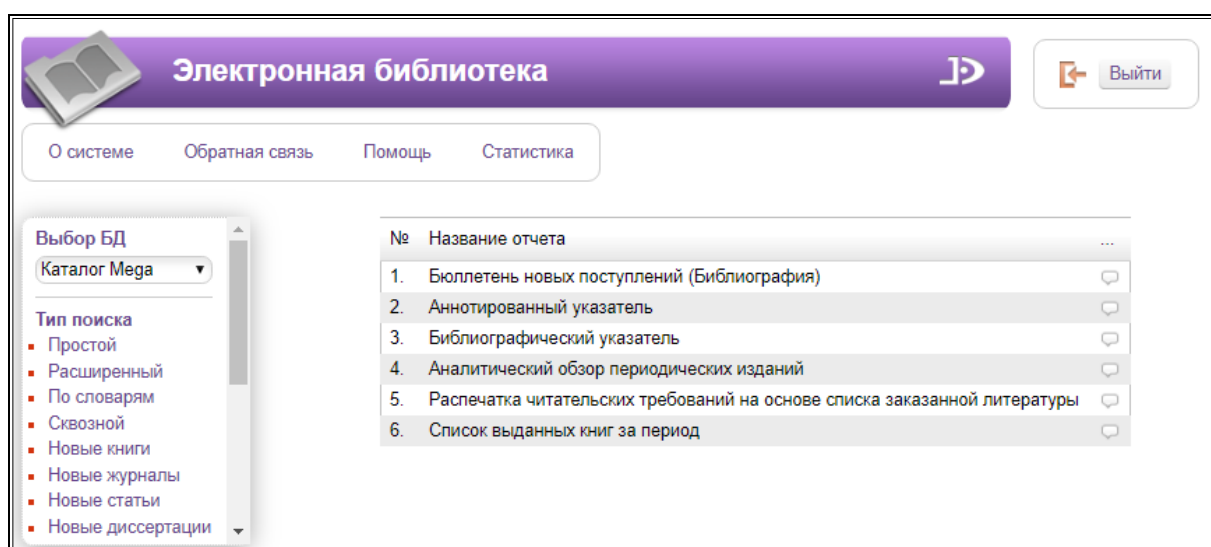 Электронная библиотека
Выйти
О системе Обратная связь Помощь Статистика
Выбор БД
Каталог Mega
Тип поиска
Простой
Расширенный
По словарям
Сквозной
Новые книги
Новые журналы
Новые статьи
Новые диссертации
№ Название отчета ...
1. Бюллетень новых поступлений (Библиография)
2. Аннотированный указатель
3. Библиографический указатель
4. Аналитический обзор периодических изданий
5. Распечатка читательских требований на основе списка заказанной литературы
6. Список выданных книг за период